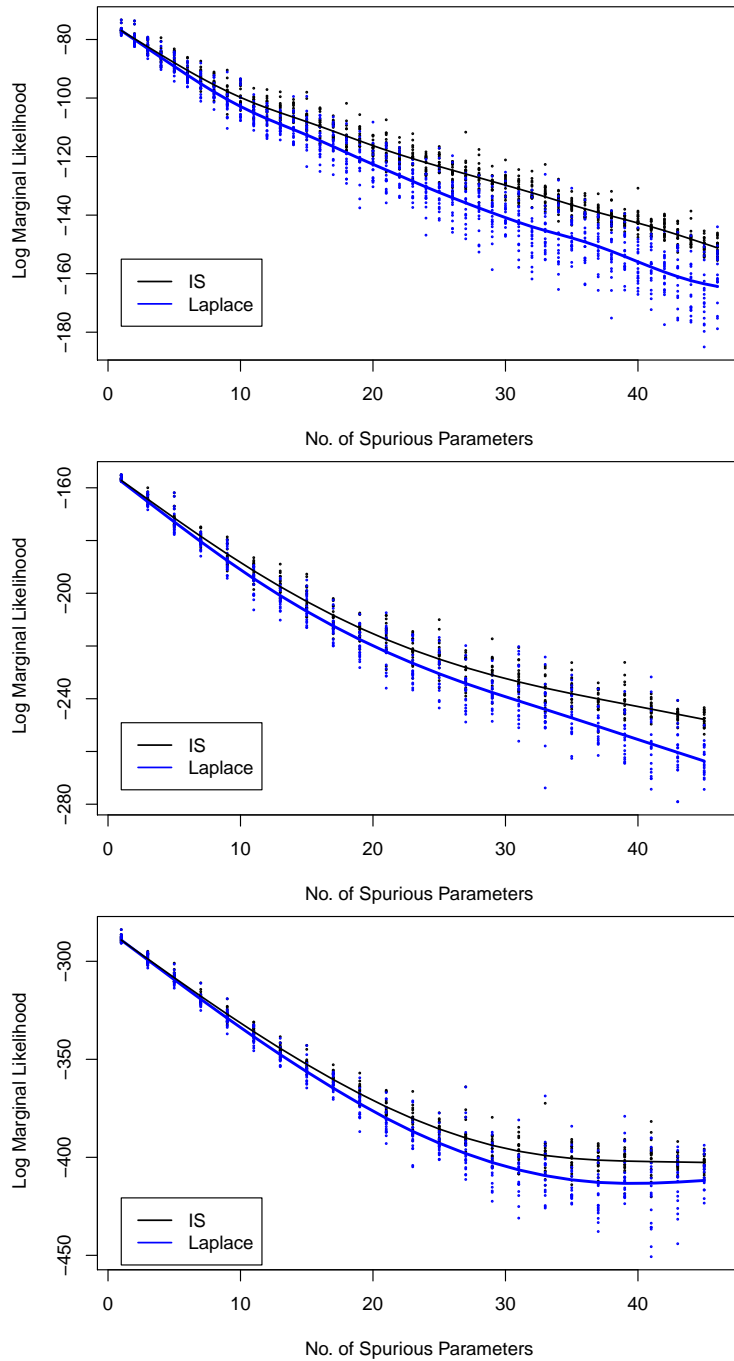 Log Marginal Likelihood
−80
−100
−120
−140
−160
−180
IS
Laplace
0 10 20 30 40
No. of Spurious Parameters
Log Marginal Likelihood
−160
−200
−240
−280
IS
Laplace
0 10 20 30 40
No. of Spurious Parameters
Log Marginal Likelihood
−300
−350
−400
−450
IS
Laplace
0 10 20 30 40
No. of Spurious Parameters